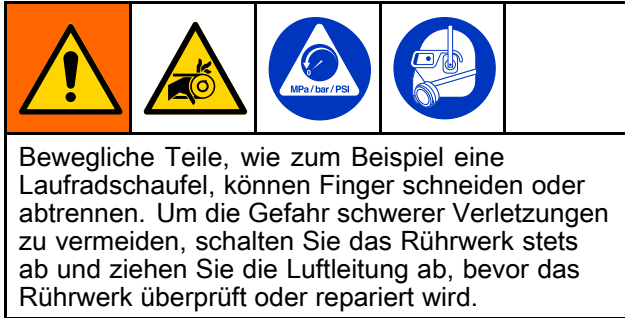 MPa/bar/PSI
Bewegliche Teile, wie zum Beispiel eine
Laufradschaufel, können Finger schneiden oder
abtrennen. Um die Gefahr schwerer Verletzungen
zu vermeiden, schalten Sie das Rührwerk stets
ab und ziehen Sie die Luftleitung ab, bevor das
Rührwerk überprüft oder repariert wird.